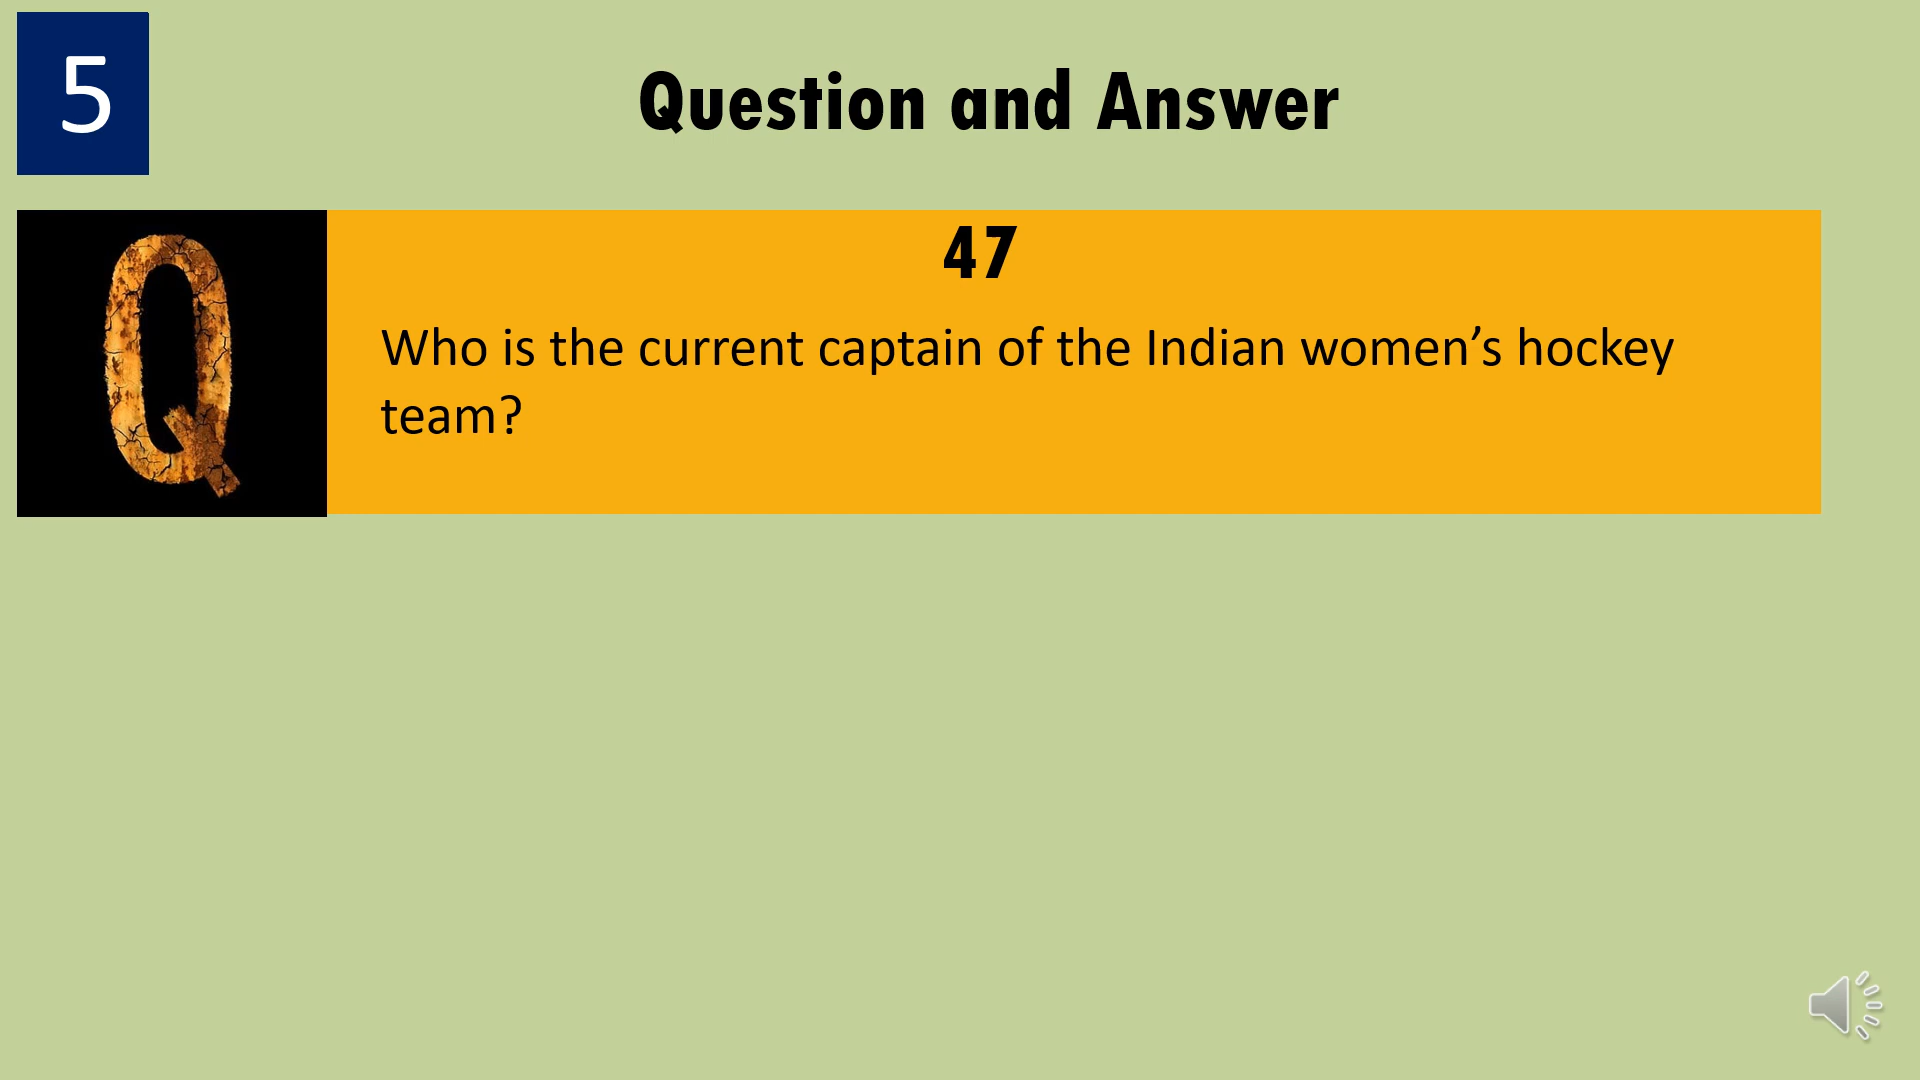 5
Question and Answer
Q
47
Who is the current captain of the Indian women’s hockey
team?